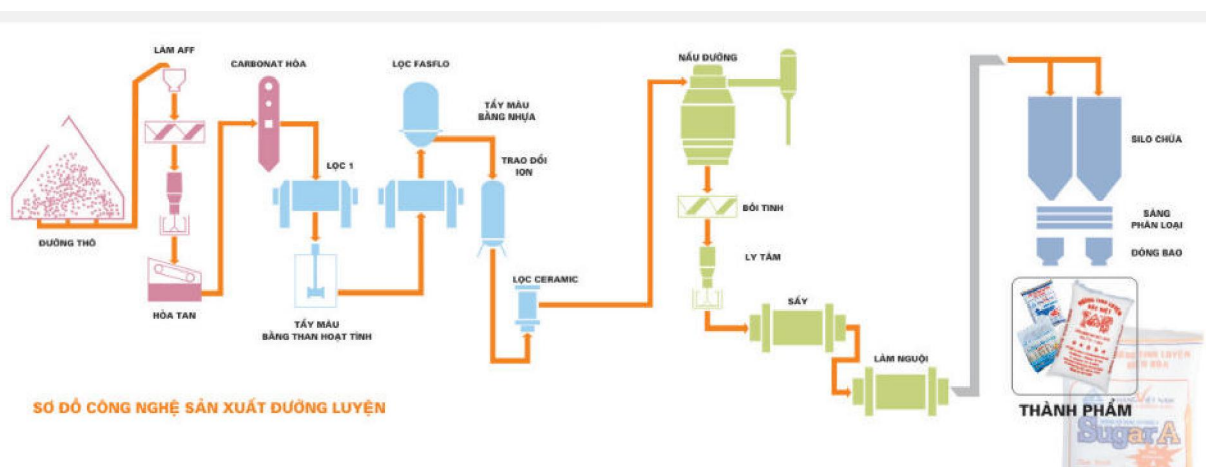 LÀM AFF
CARBONAT HÒA
LỌC FASFLO
NẤU ĐƯỜNG
TẨY MÀU
BẰNG NHỰA
LỌC 1
TRAO ĐỔI
ION
SILO CHỨA
BỒI TINH
SÀNG
PHÂN LOẠI
ĐƯỜNG THÔ
LY TÂM
ĐÓNG BAO
LỌC CERAMIC
HÒA TAN
SẤY
TẨY MÀU
BẰNG THAN HOẠT TÍNH
LÀM NGUỘI
SƠ ĐỒ CÔNG NGHỆ SẢN XUẤT ĐƯỜNG LUYỆN
THÀNH PHẨM
SugarA